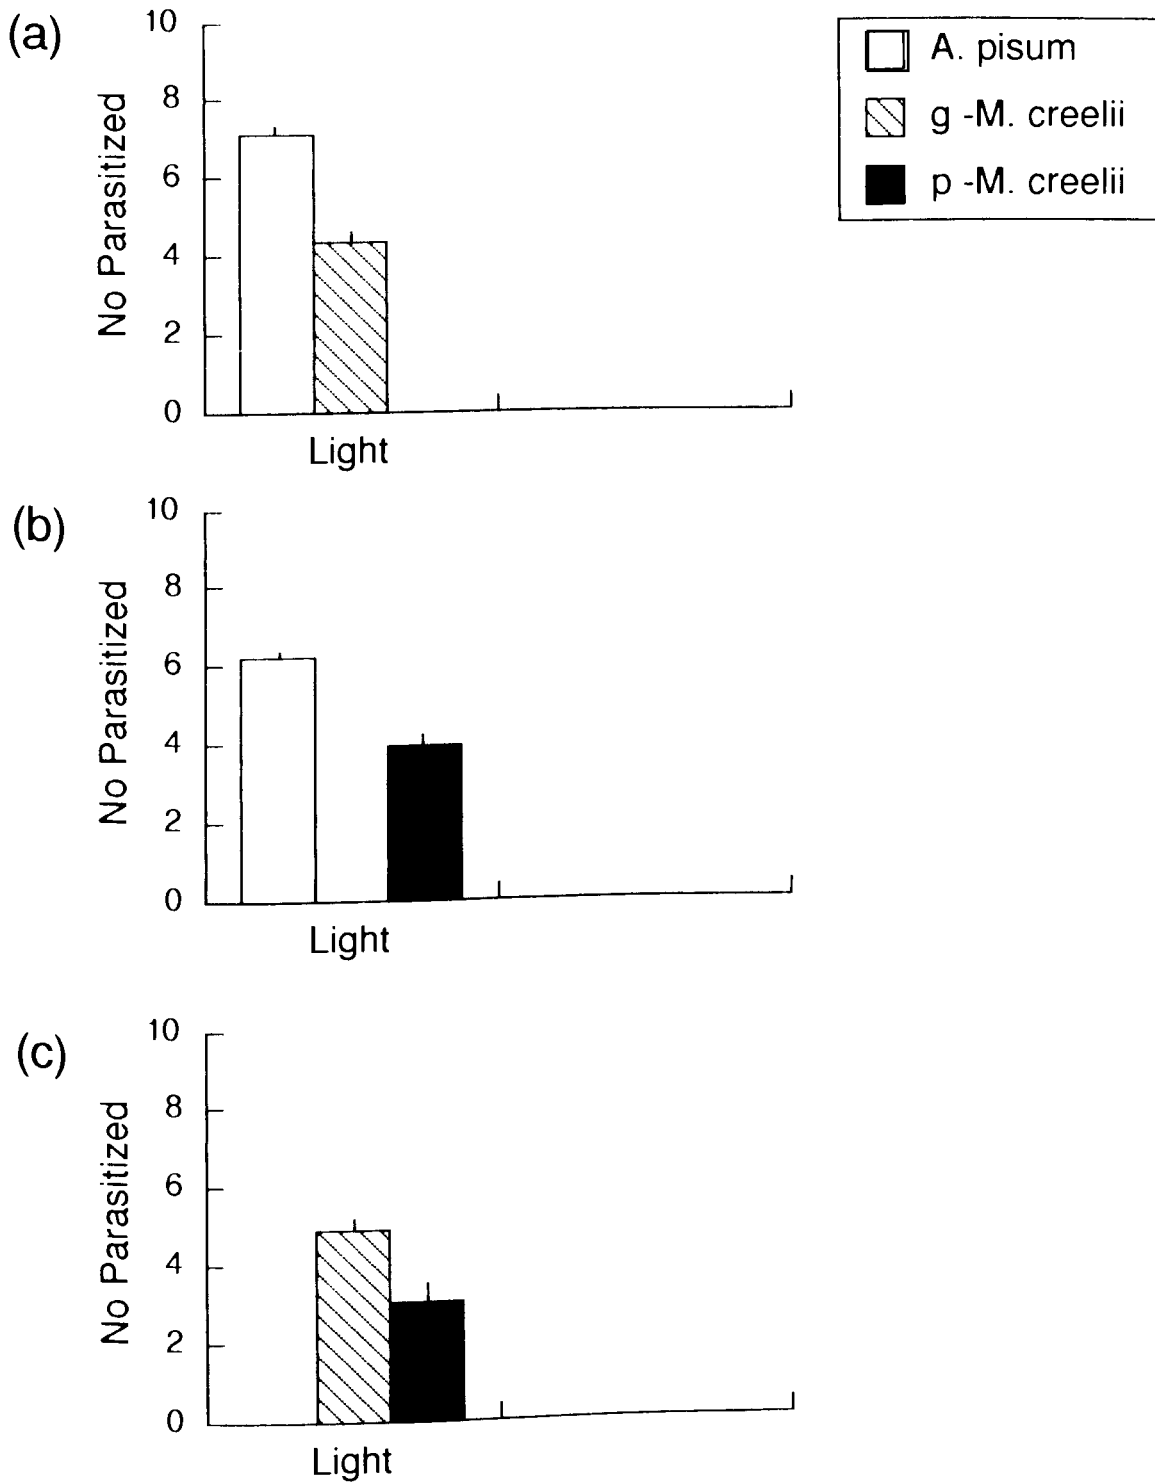 (a)
No Parasitized
10
8
6
4
2
0
Light
A. pisum
g -M. creelii
p -M. creelii
(b)
No Parasitized
10
8
6
4
2
0
Light
(c)
No Parasitized
10
8
6
4
2
0
Light